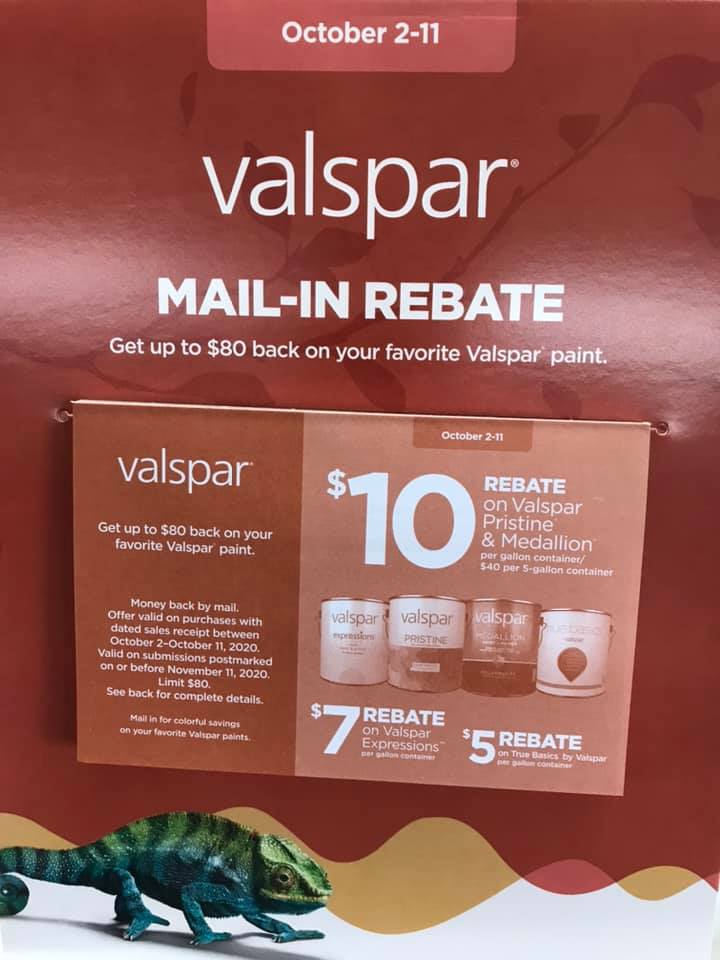 October 2-11
valspar®
MAIL-IN REBATE
Get up to $80 back on your favorite Valspar® paint.
October 2-11
valspar®
Get up to $80 back on your
favorite Valspar® paint.
Money back by mail.
Offer valid on purchases with
dated sales receipt between
October 2–October 11, 2020.
Valid on submissions postmarked
on or before November 11, 2020.
Limit $80.
See back for complete details.
Mail in for colorful savings
on your favorite Valspar paints.
$10
REBATE
on Valspar
Pristine®
& Medallion™
per gallon container/
$40 per 5-gallon container
valspar
expressions
valspar
PRISTINE
valspar
MEDALLION
true basics
$7 REBATE
on Valspar
Expressions™
per gallon container
$5 REBATE
on True Basics® by Valspar
per gallon container